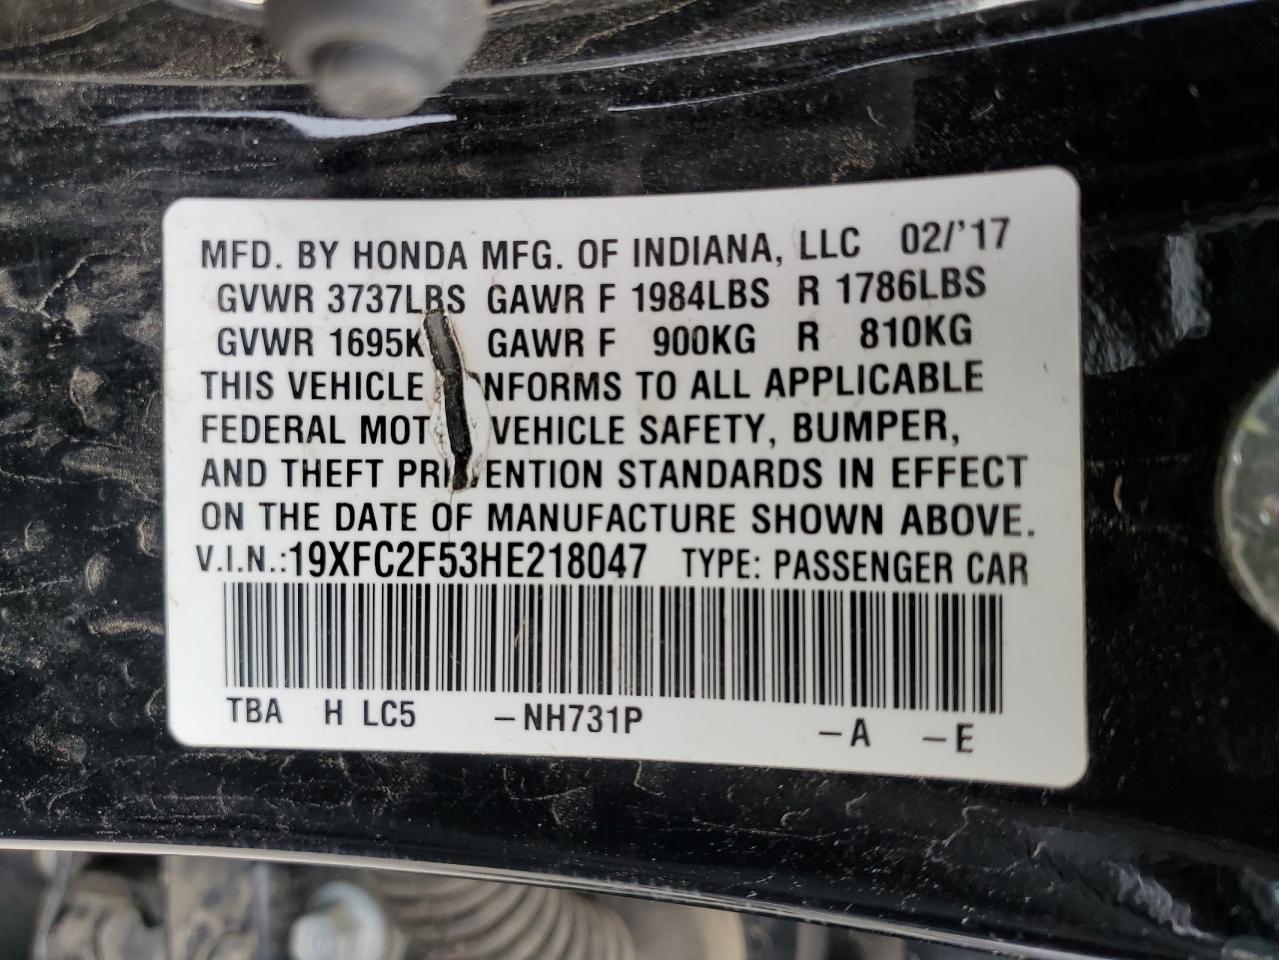 MFD. BY HONDA MFG. OF INDIANA, LLC 02/'17
GVWR 3737LBS GAWR F 1984LBS R 1786LBS
GVWR 1695K GAWR F 900KG R 810KG
THIS VEHICLE NFORMS TO ALL APPLICABLE
FEDERAL MOT VEHICLE SAFETY, BUMPER,
AND THEFT PREVENTION STANDARDS IN EFFECT
ON THE DATE OF MANUFACTURE SHOWN ABOVE.
V.I.N.:19XFC2F53HE218047 TYPE: PASSENGER CAR
TBA H LC5 -NH731P -A -E